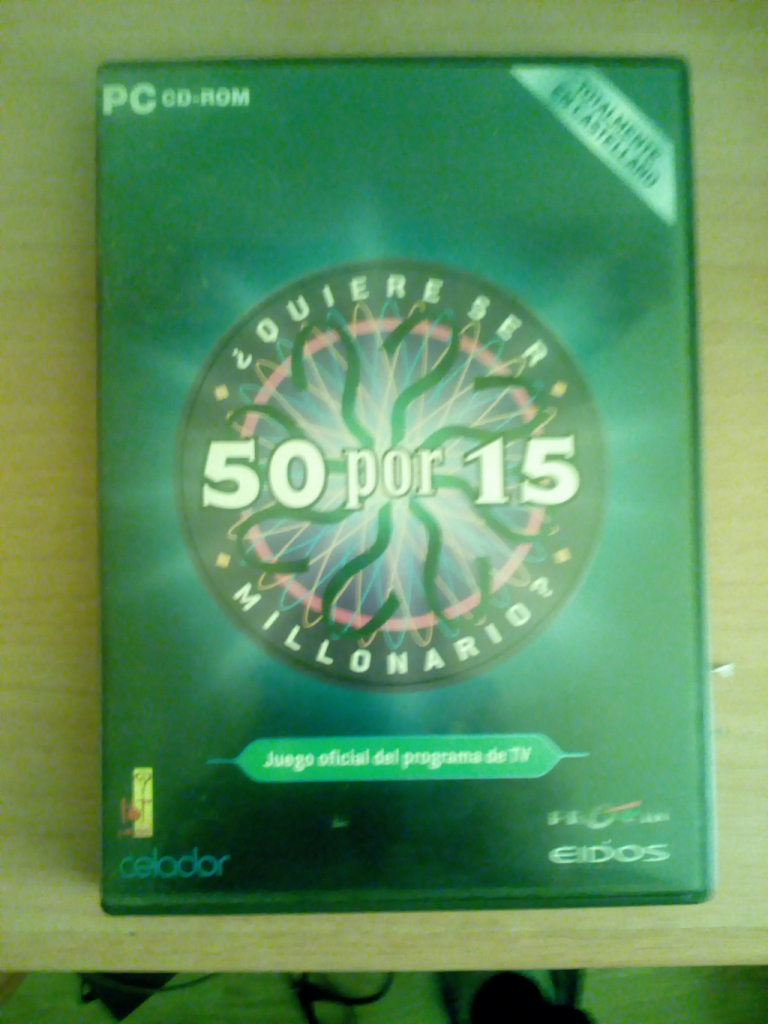 PC CD-ROM
TOTALMENTE
EN CASTELLANO
¿QUIERE SER
50 por 15
MILLONARIO?
Juego oficial del programa de TV
celador
EIDOS